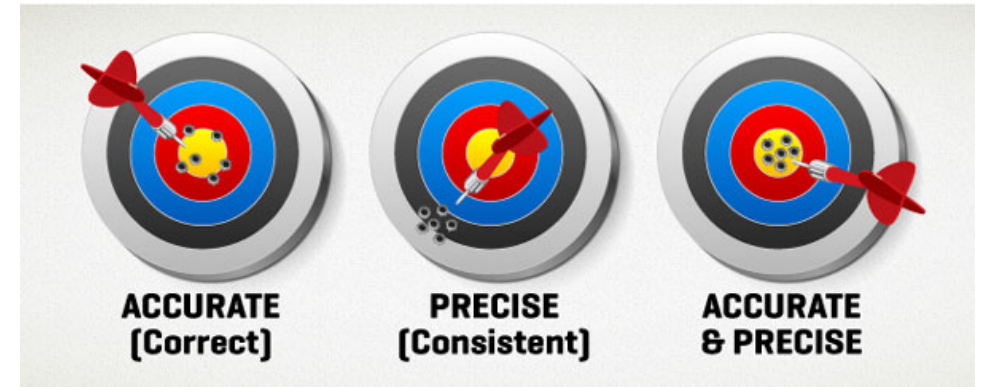 ACCURATE
(Correct)
PRECISE
(Consistent)
ACCURATE
& PRECISE